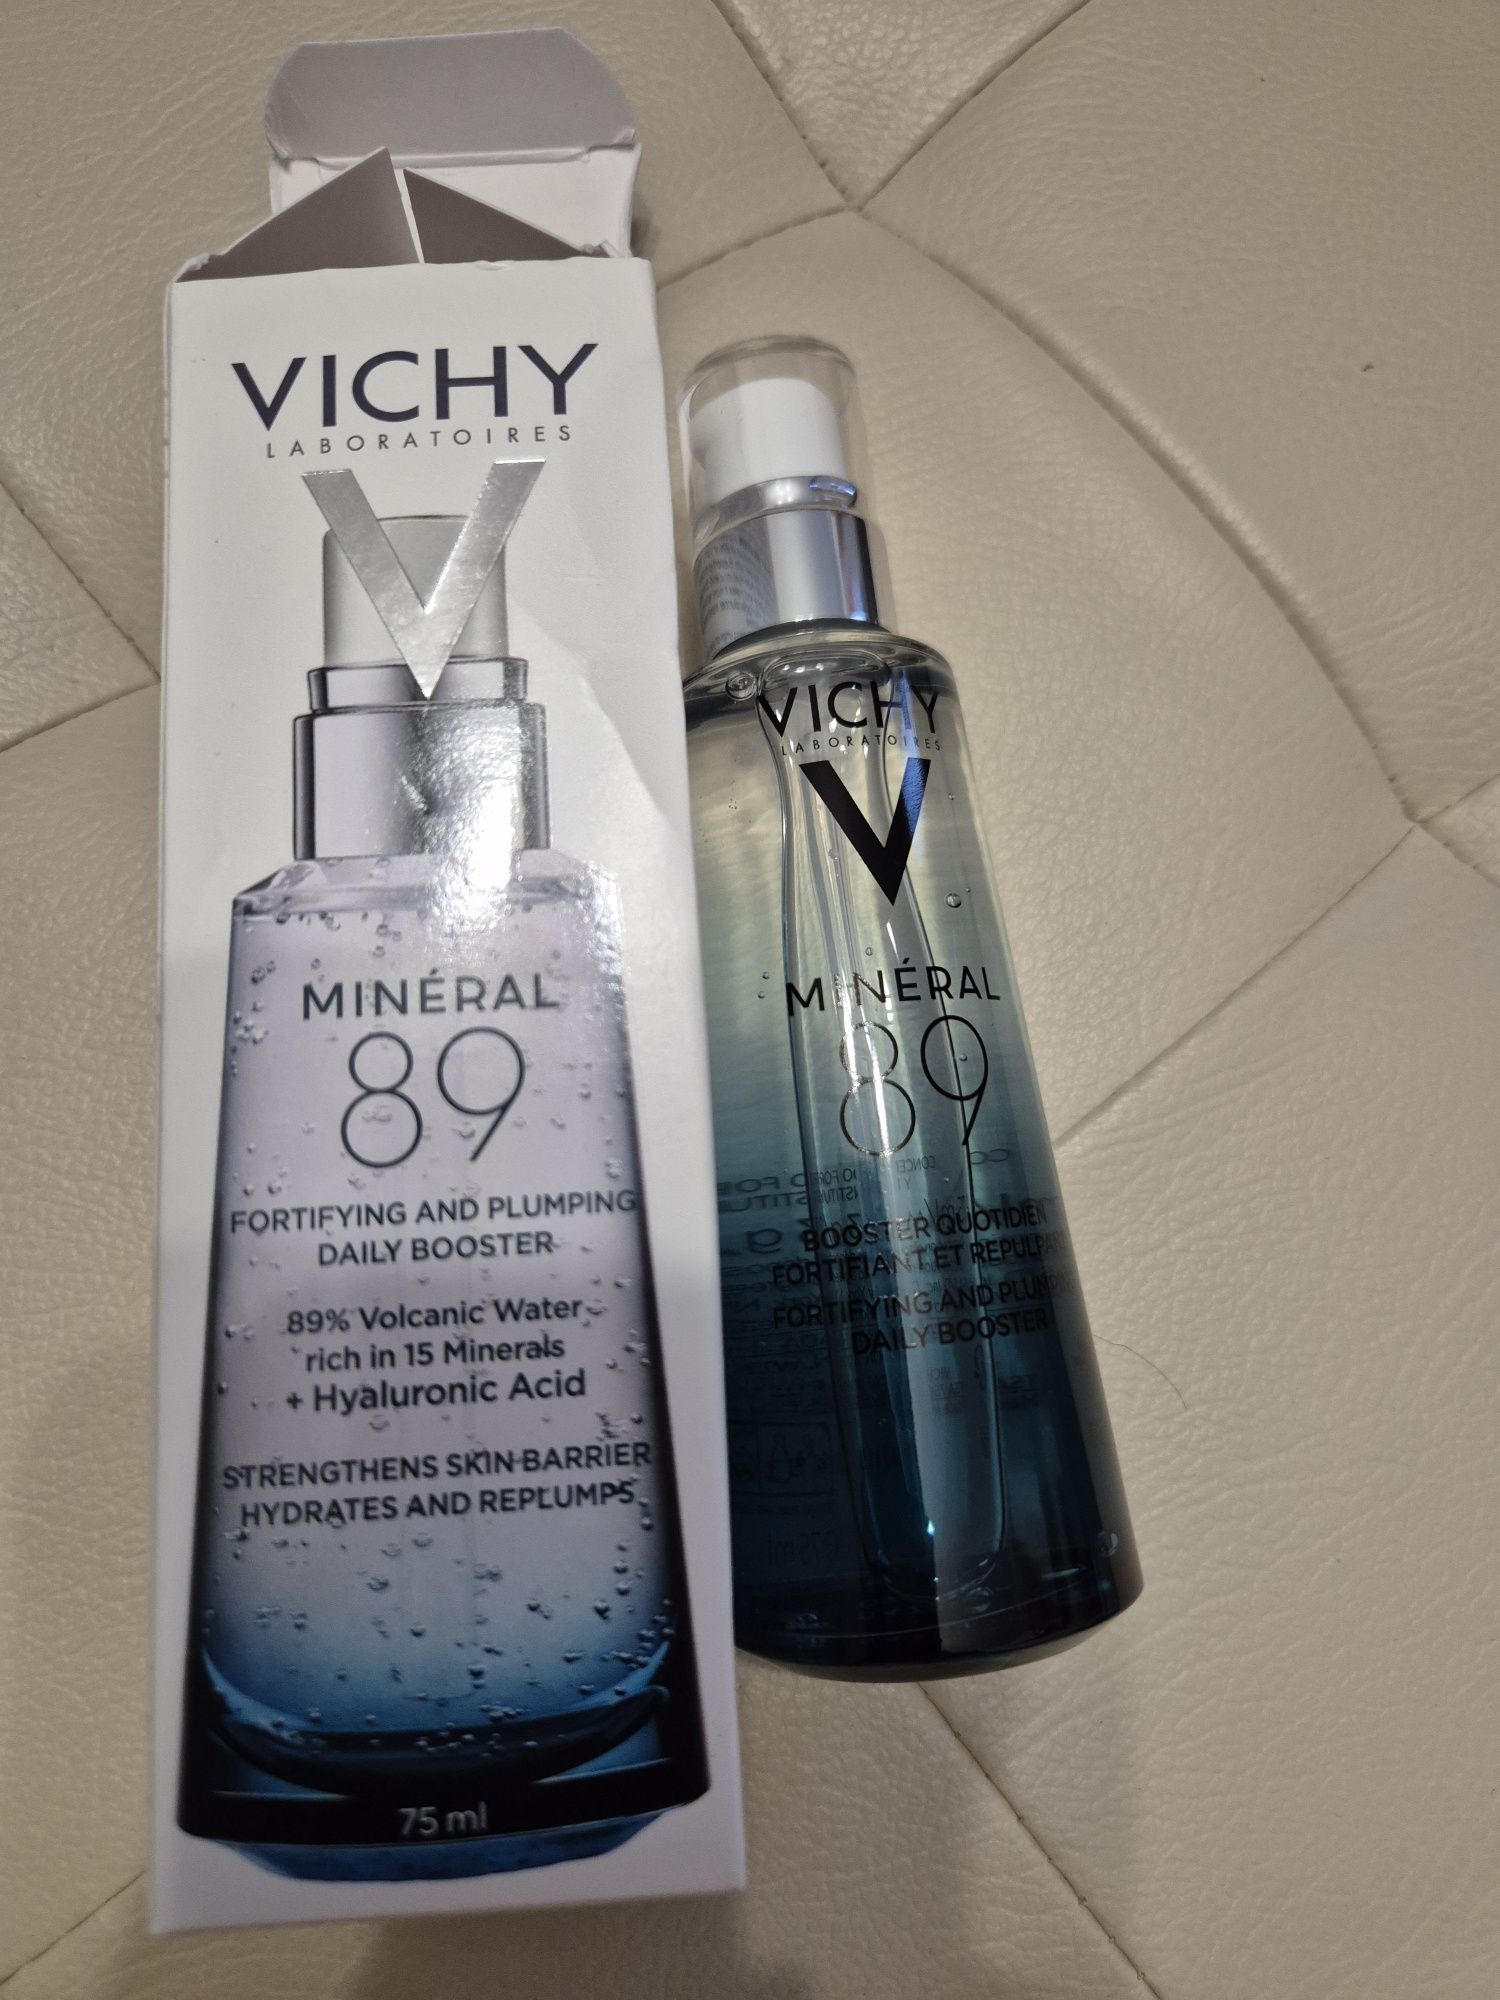 VICHY
LABORATOIRES
MINÉRAL
89
FORTIFYING AND PLUMPING
DAILY BOOSTER
89% Volcanic Water
rich in 15 Minerals
+ Hyaluronic Acid
STRENGTHENS SKIN BARRIER
HYDRATES AND REPLUMPS
75 ml
VICHY
LABORATOIRES
MINÉRAL
89
BOOSTER QUOTIDIEN
FORTIFIANT ET REPULPAN
FORTIFYING AND PLUMPING
DAILY BOOSTER